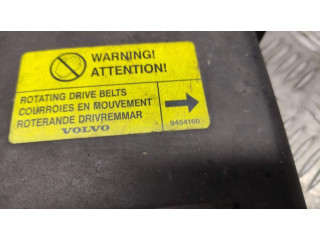 WARNING!
ATTENTION!
ROTATING DRIVE BELTS
COURROIES EN MOUVEMENT
ROTERANDE DRIVREMMAR
VOLVO
9454160